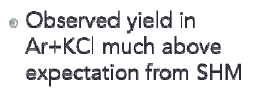 Observed yield in
Ar+KCl much above
expectation from SHM